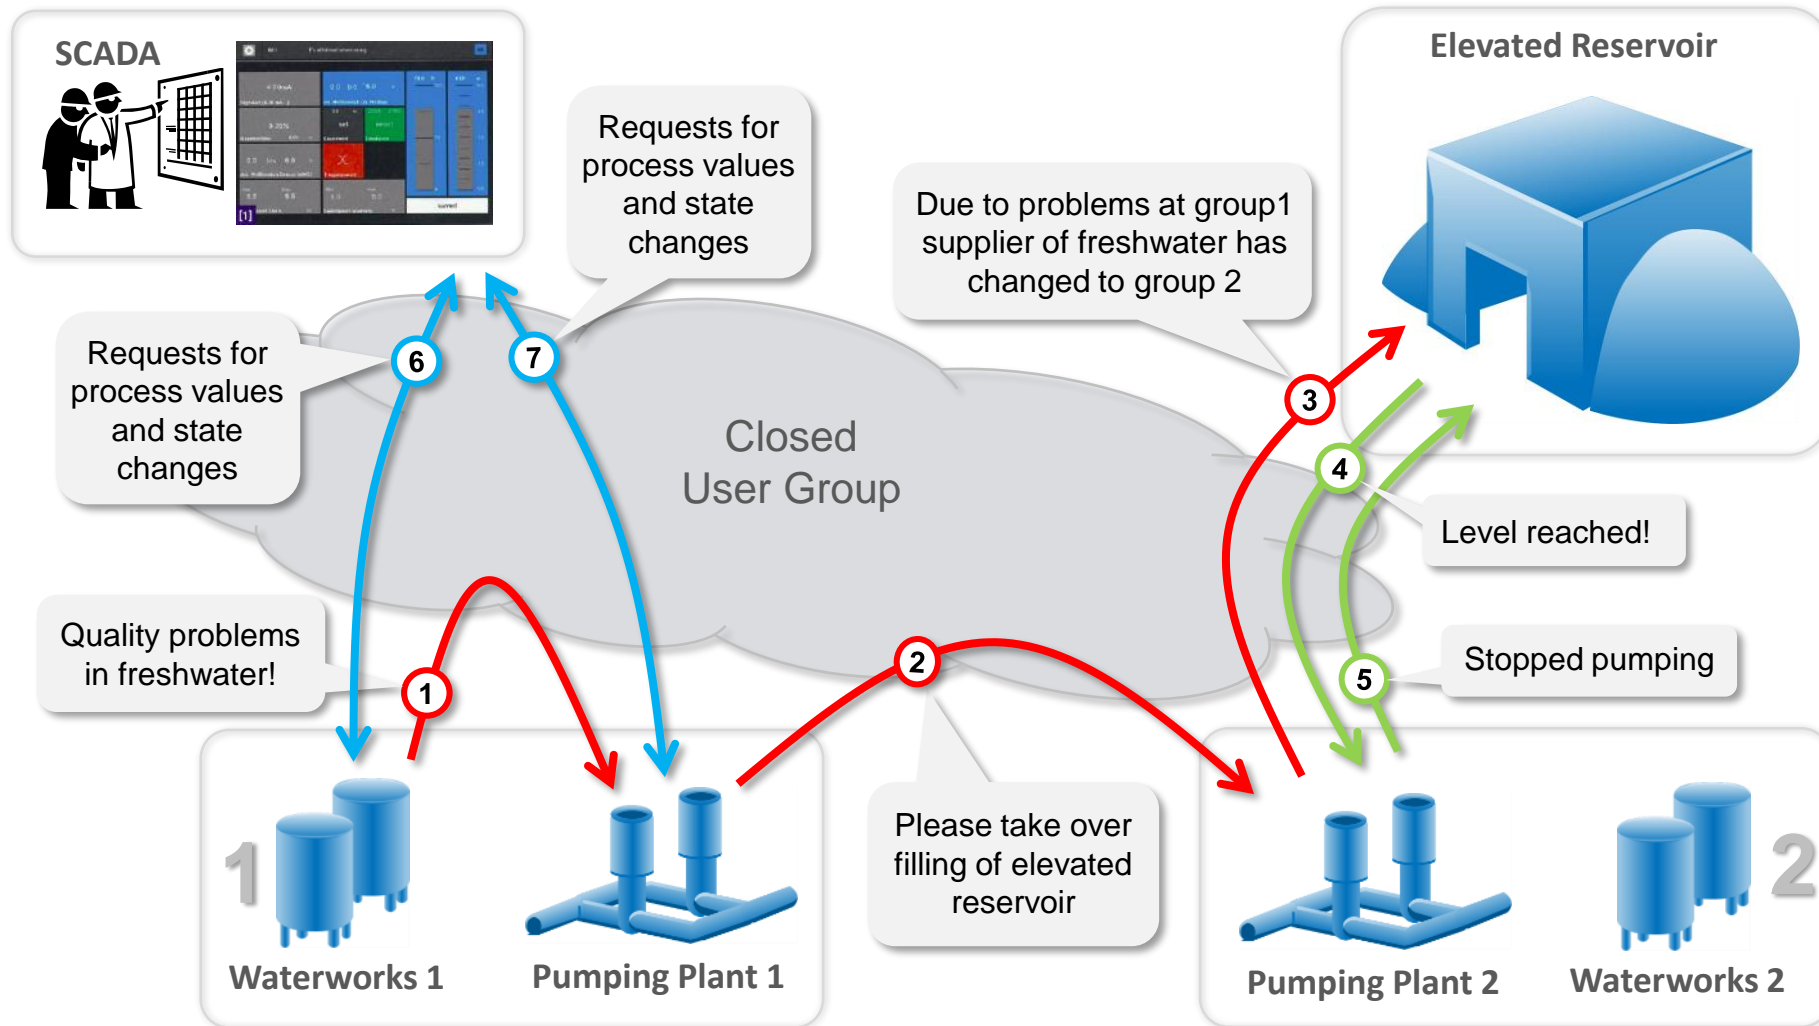 SCADA
[1]
Requests for
process values
and state
changes
Due to problems at group1
supplier of freshwater has
changed to group 2
Elevated Reservoir
Requests for
process values
and state
changes
6
7
3
Closed
User Group
4
Level reached!
Quality problems
in freshwater!
1
2
5
Stopped pumping
Please take over
filling of elevated
reservoir
1
2
Waterworks 1
Pumping Plant 1
Pumping Plant 2
Waterworks 2